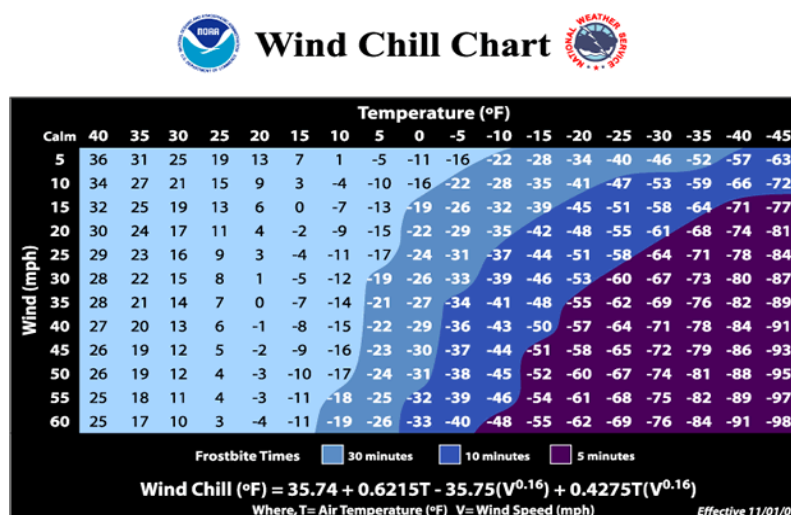 NOAA
Wind Chill Chart
NATIONAL WEATHER SERVICE
Temperature (ºF)
Calm 40 35 30 25 20 15 10 5 0 -5 -10 -15 -20 -25 -30 -35 -40 -45
5 36 31 25 19 13 7 1 -5 -11 -16 -22 -28 -34 -40 -46 -52 -57 -63
10 34 27 21 15 9 3 -4 -10 -16 -22 -28 -35 -41 -47 -53 -59 -66 -72
15 32 25 19 13 6 0 -7 -13 -19 -26 -32 -39 -45 -51 -58 -64 -71 -77
20 30 24 17 11 4 -2 -9 -15 -22 -29 -35 -42 -48 -55 -61 -68 -74 -81
25 29 23 16 9 3 -4 -11 -17 -24 -31 -37 -44 -51 -58 -64 -71 -78 -84
30 28 22 15 8 1 -5 -12 -19 -26 -33 -39 -46 -53 -60 -67 -73 -80 -87
35 28 21 14 7 0 -7 -14 -21 -27 -34 -41 -48 -55 -62 -69 -76 -82 -89
40 27 20 13 6 -1 -8 -15 -22 -29 -36 -43 -50 -57 -64 -71 -78 -84 -91
45 26 19 12 5 -2 -9 -16 -23 -30 -37 -44 -51 -58 -65 -72 -79 -86 -93
50 26 19 12 4 -3 -10 -17 -24 -31 -38 -45 -52 -60 -67 -74 -81 -88 -95
55 25 18 11 4 -3 -11 -18 -25 -32 -39 -46 -54 -61 -68 -75 -82 -89 -97
60 25 17 10 3 -4 -11 -19 -26 -33 -40 -48 -55 -62 -69 -76 -84 -91 -98
Wind (mph)
Frostbite Times 30 minutes 10 minutes 5 minutes
Wind Chill (ºF) = 35.74 + 0.6215T - 35.75(V^0.16) + 0.4275T(V^0.16)
Where, T= Air Temperature (ºF) V= Wind Speed (mph) Effective 11/01/0